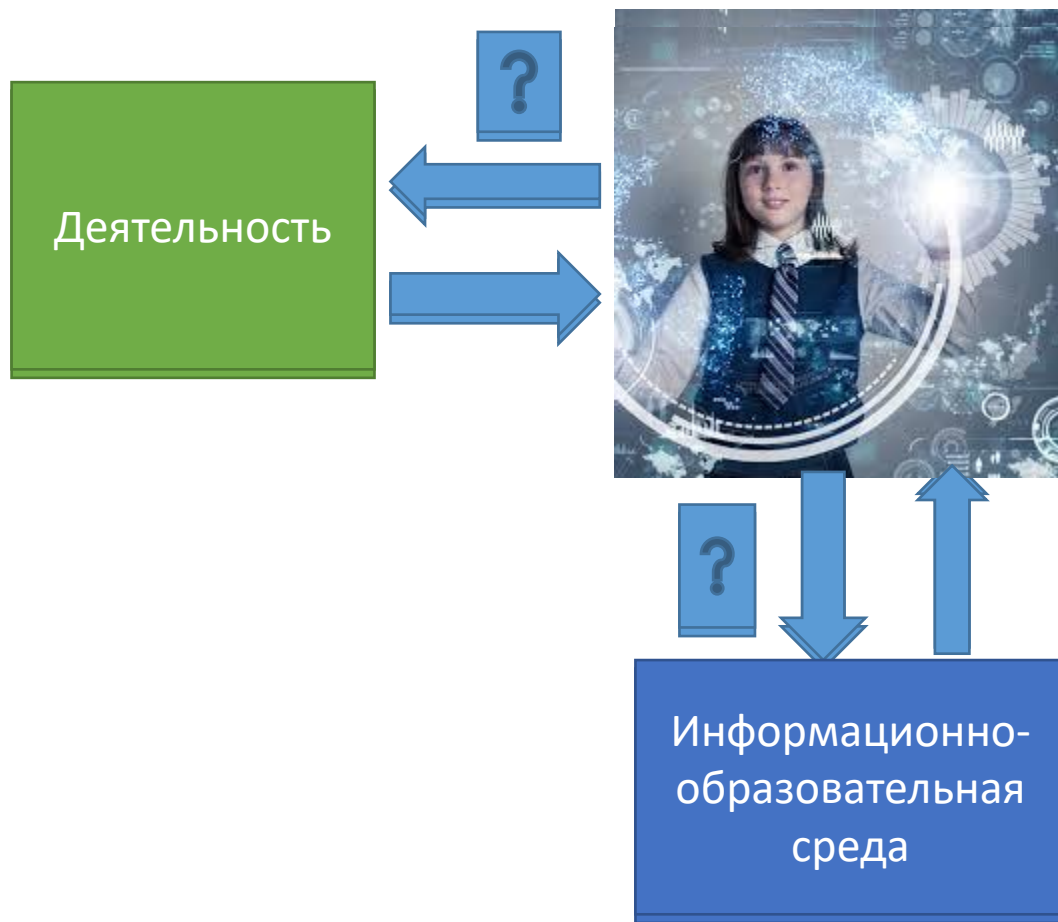 ?
Деятельность
?
Информационно-
образовательная
среда